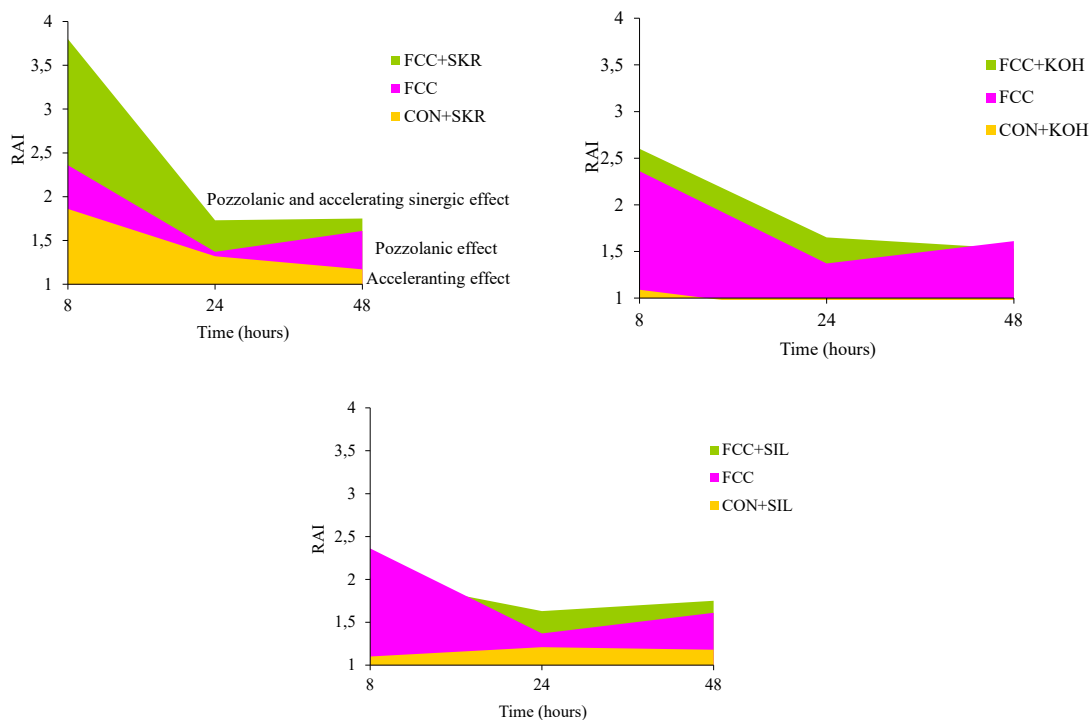 4
3,5
3
2,5
2
1,5
1
RAI
8
24
48
Time (hours)
FCC+SKR
FCC
CON+SKR
Pozzolanic and accelerating sinergic effect
Pozzolanic effect
Acceleranting effect
4
3,5
3
2,5
2
1,5
1
RAI
8
24
48
Time (hours)
FCC+KOH
FCC
CON+KOH
4
3,5
3
2,5
2
1,5
1
RAI
8
24
48
Time (hours)
FCC+SIL
FCC
CON+SIL